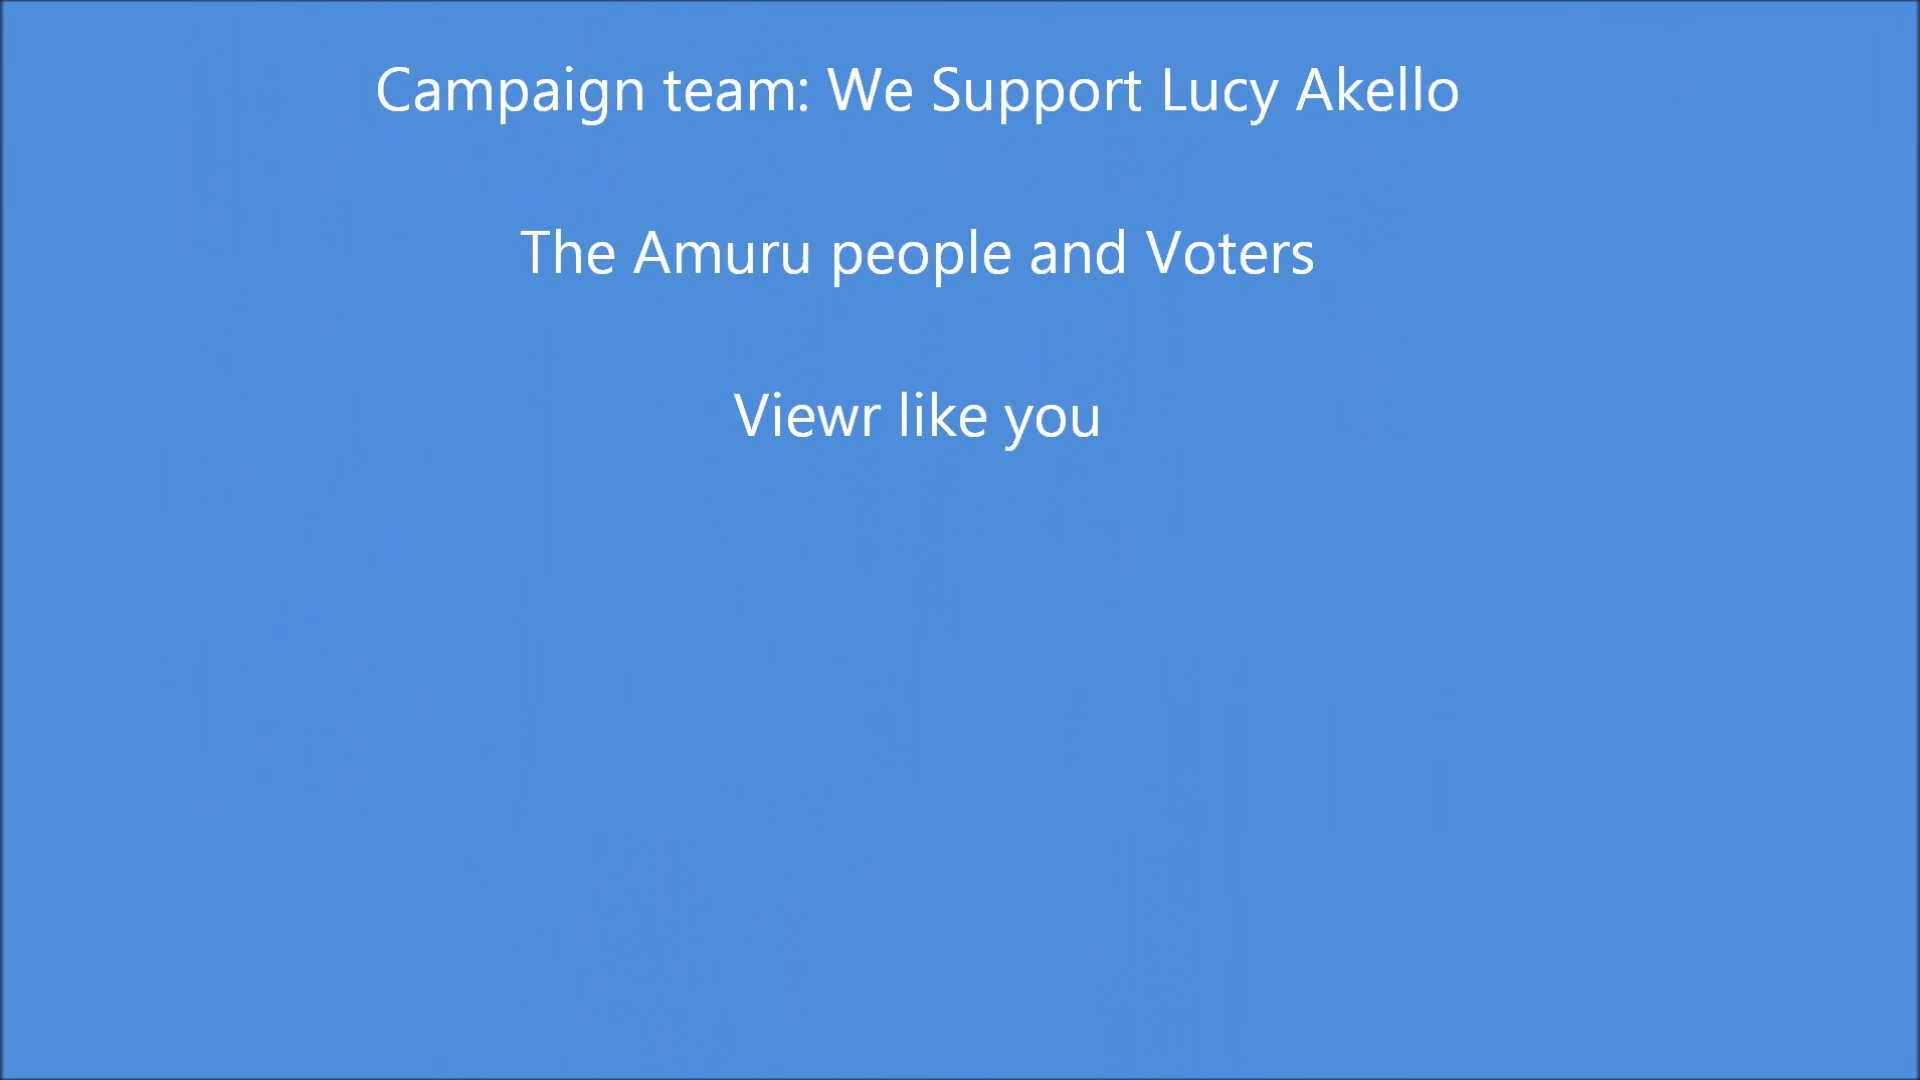 Campaign team: We Support Lucy Akello
The Amuru people and Voters
Viewr like you